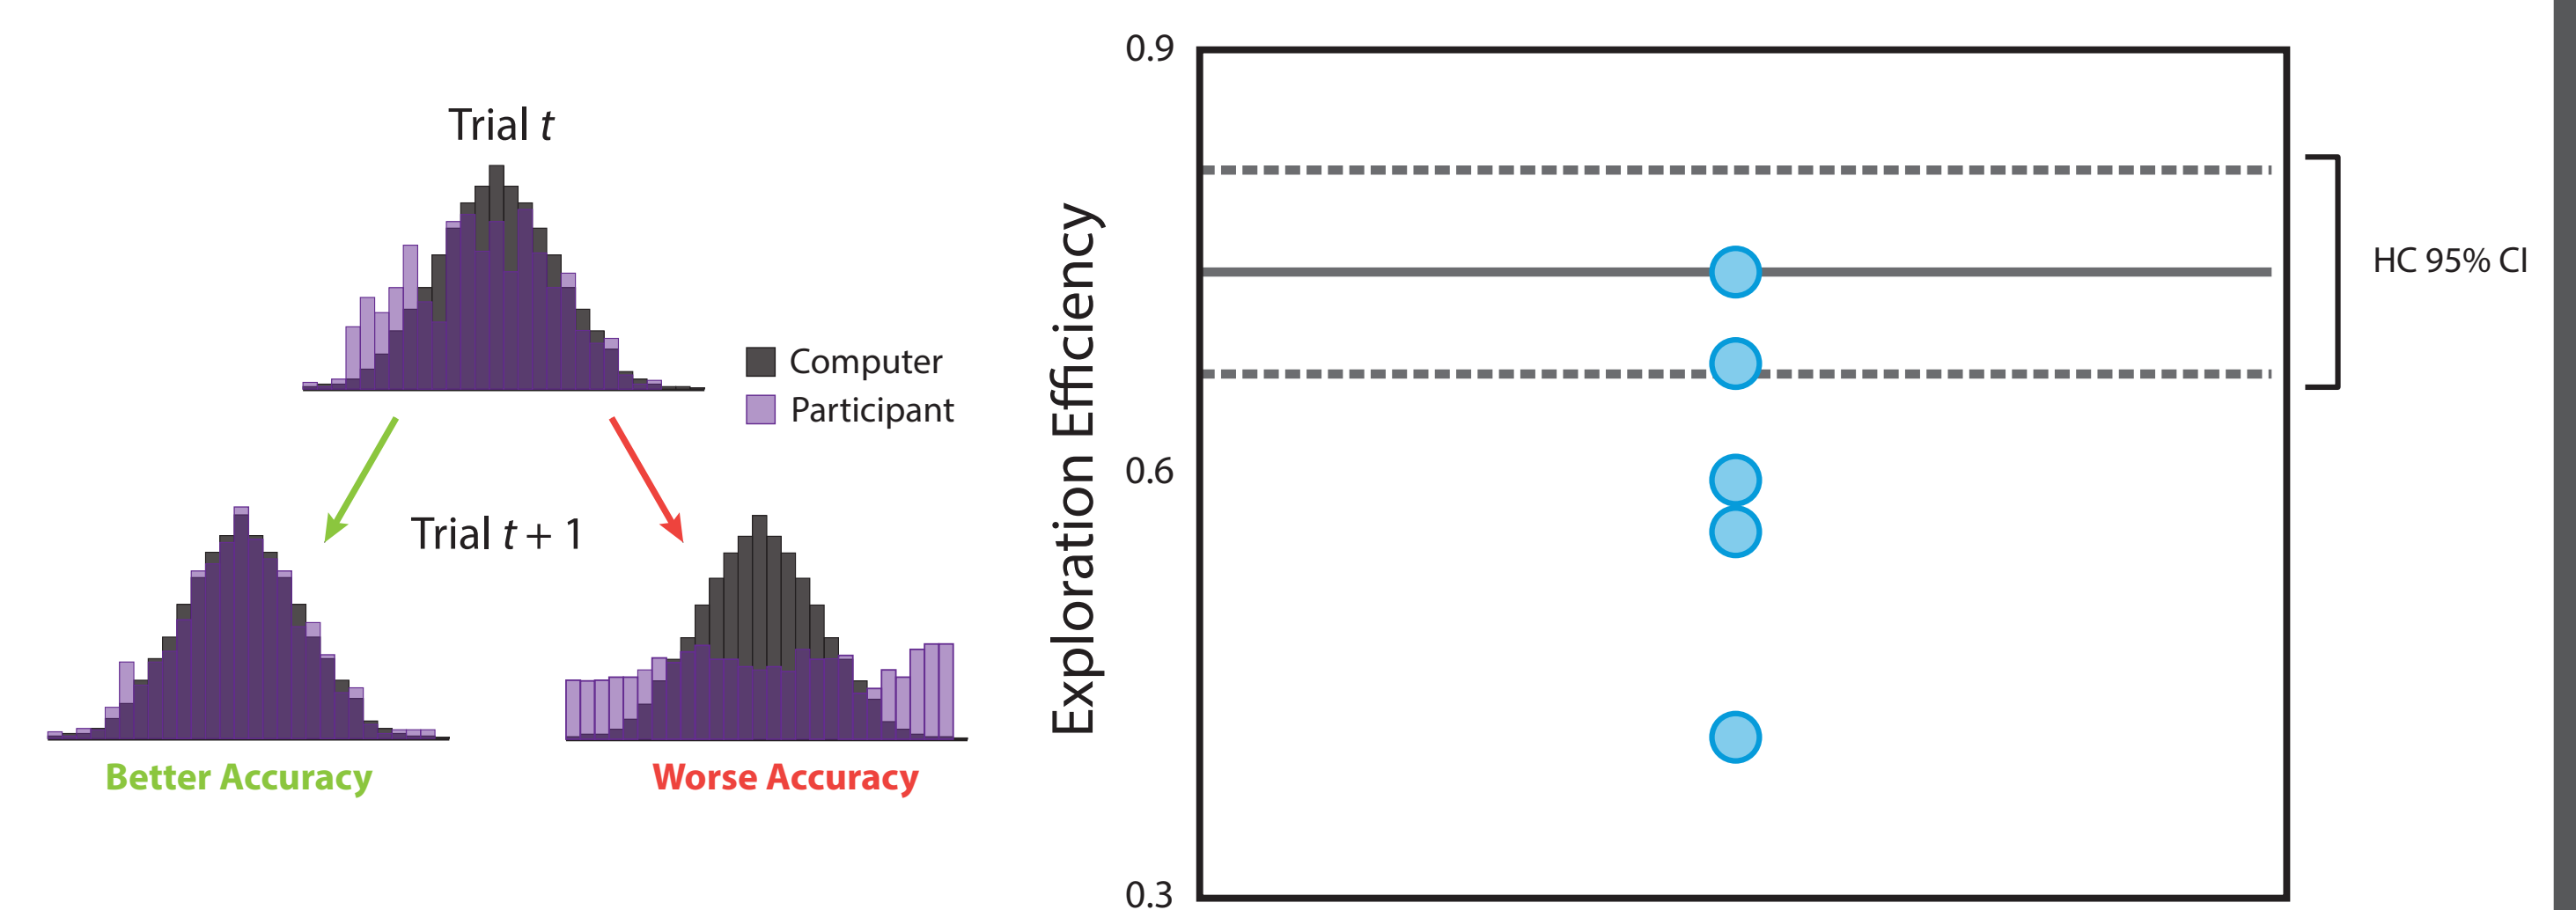 Trial t
Computer
Participant
Trial t + 1
Better Accuracy
Worse Accuracy
Exploration Efficiency
0.9
0.6
0.3
HC 95% CI